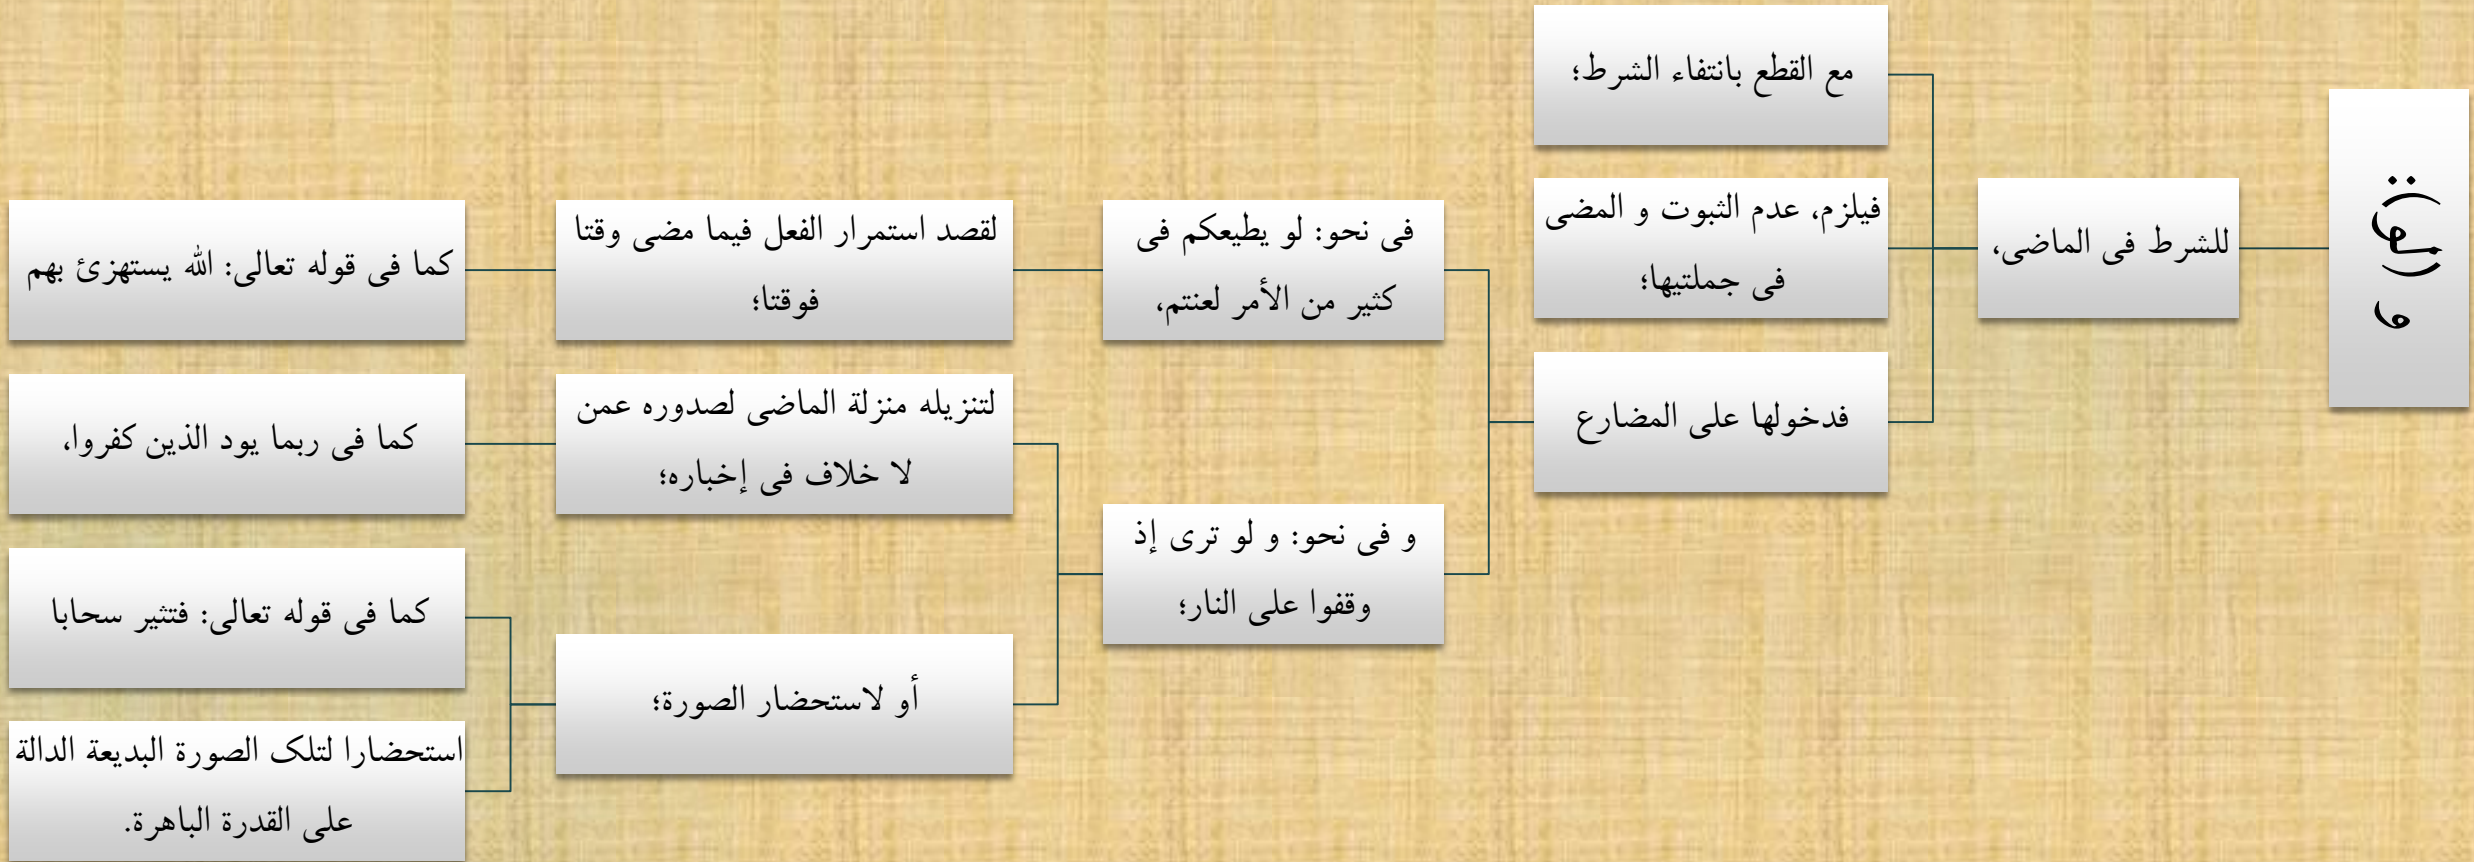 و (لو):
للشرط فى الماضى،
مع القطع بانتفاء الشرط؛
فيلزم، عدم الثبوت و المضى
فى جملتيها؛
فدخولها على المضارع
فى نحو: لو يطيعكم فى
كثير من الأمر لعنتم،
لقصد استمرار الفعل فيما مضى وقتا
فوقتا؛
كما فى قوله تعالى: الله يستهزئ بهم
و فى نحو: و لو ترى إذ
وقفوا على النار؛
لتنزيله منزلة الماضى لصدوره عمن
لا خلاف فى إخباره؛
كما فى ربما يود الذين كفروا،
أو لاستحضار الصورة؛
كما فى قوله تعالى: فتثير سحابا
استحضارا لتلک الصورة البديعة الدالة
على القدرة الباهرة.